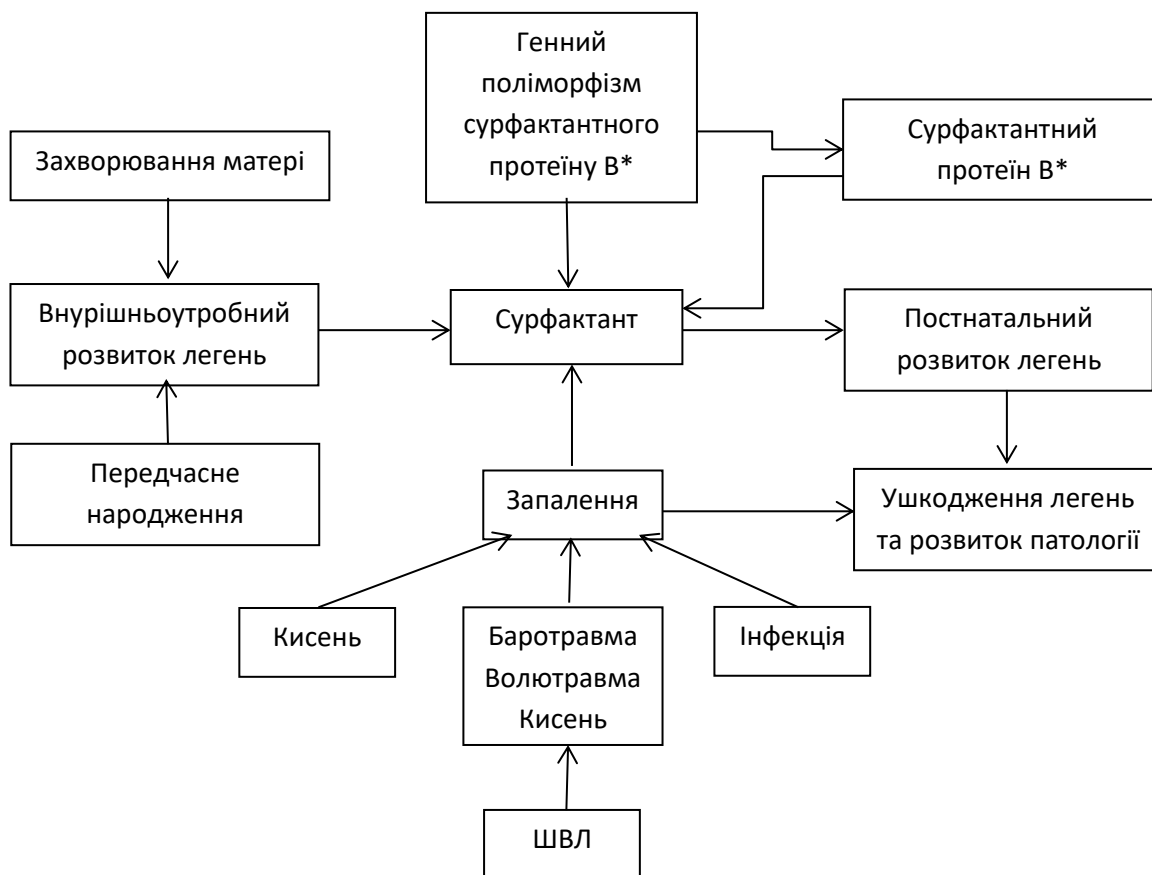 Генний
поліморфізм
сурфактантного
протеїну В*
Сурфактантний
протеїн В*
Захворювання матері
Внурішньоутробний
розвиток легень
Сурфактант
Постнатальний
розвиток легень
Передчасне
народження
Запалення
Ушкодження легень
та розвиток патології
Кисень
Баротравма
Волютравма
Кисень
Інфекція
ШВЛ